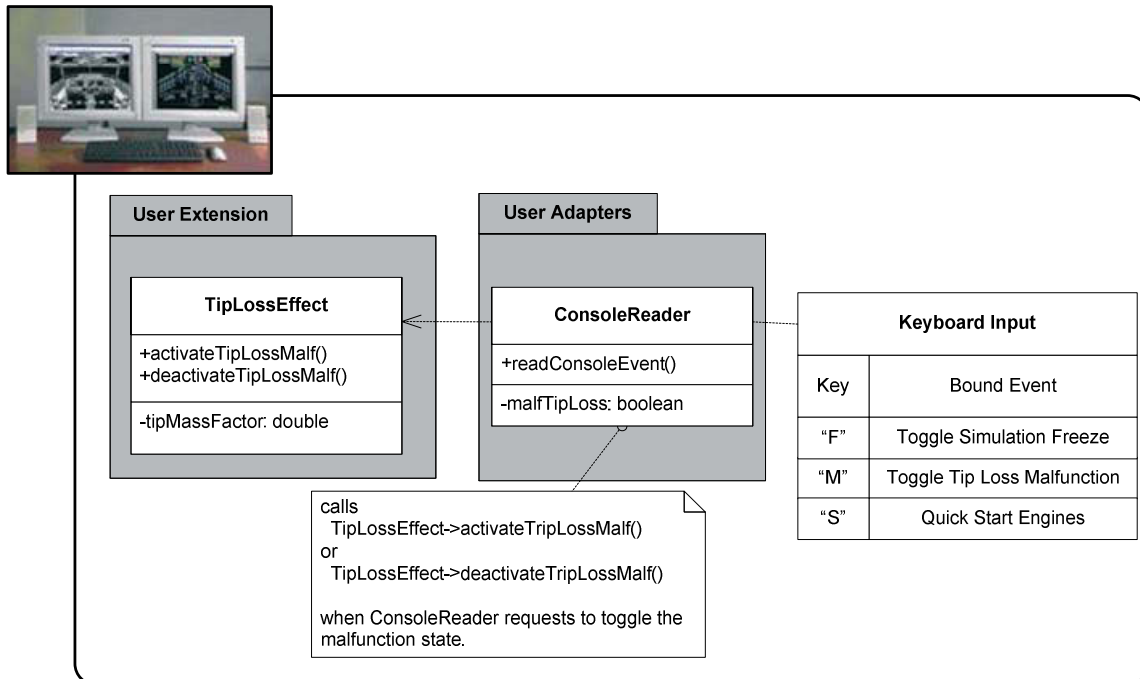 User Extension
TipLossEffect
+activateTipLossMalf()
+deactivateTipLossMalf()
-tipMassFactor: double
User Adapters
ConsoleReader
+readConsoleEvent()
-malfTipLoss: boolean
Keyboard Input
Key Bound Event
“F” Toggle Simulation Freeze
“M” Toggle Tip Loss Malfunction
“S” Quick Start Engines
calls
TipLossEffect->activateTripLossMalf()
or
TipLossEffect->deactivateTripLossMalf()
when ConsoleReader requests to toggle the
malfunction state.